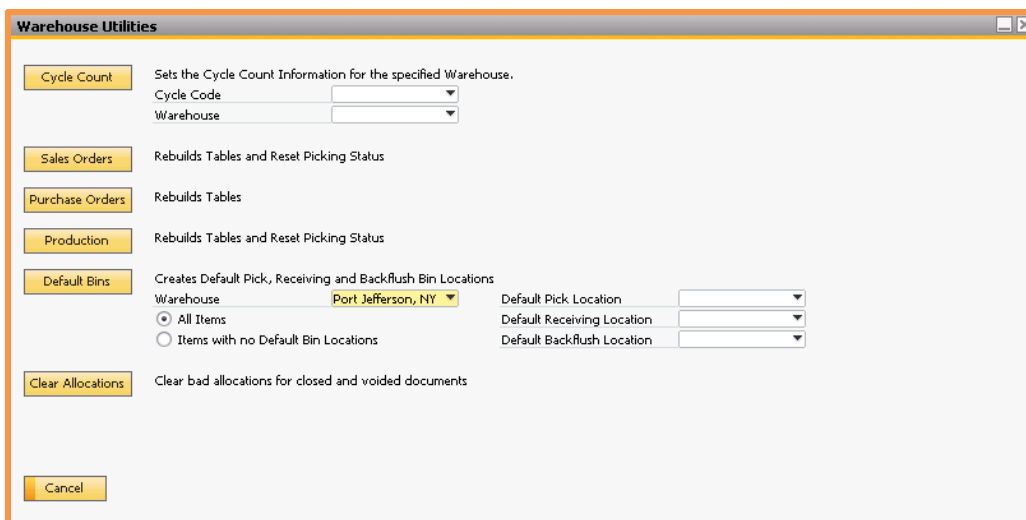 Warehouse Utilities
Cycle Count
Sets the Cycle Count Information for the specified Warehouse.
Cycle Code
Warehouse
Sales Orders
Rebuilds Tables and Reset Picking Status
Purchase Orders
Rebuilds Tables
Production
Rebuilds Tables and Reset Picking Status
Default Bins
Creates Default Pick, Receiving and Backflush Bin Locations
Warehouse Port Jefferson, NY Default Pick Location
All Items Default Receiving Location
Items with no Default Bin Locations Default Backflush Location
Clear Allocations
Clear bad allocations for closed and voided documents
Cancel